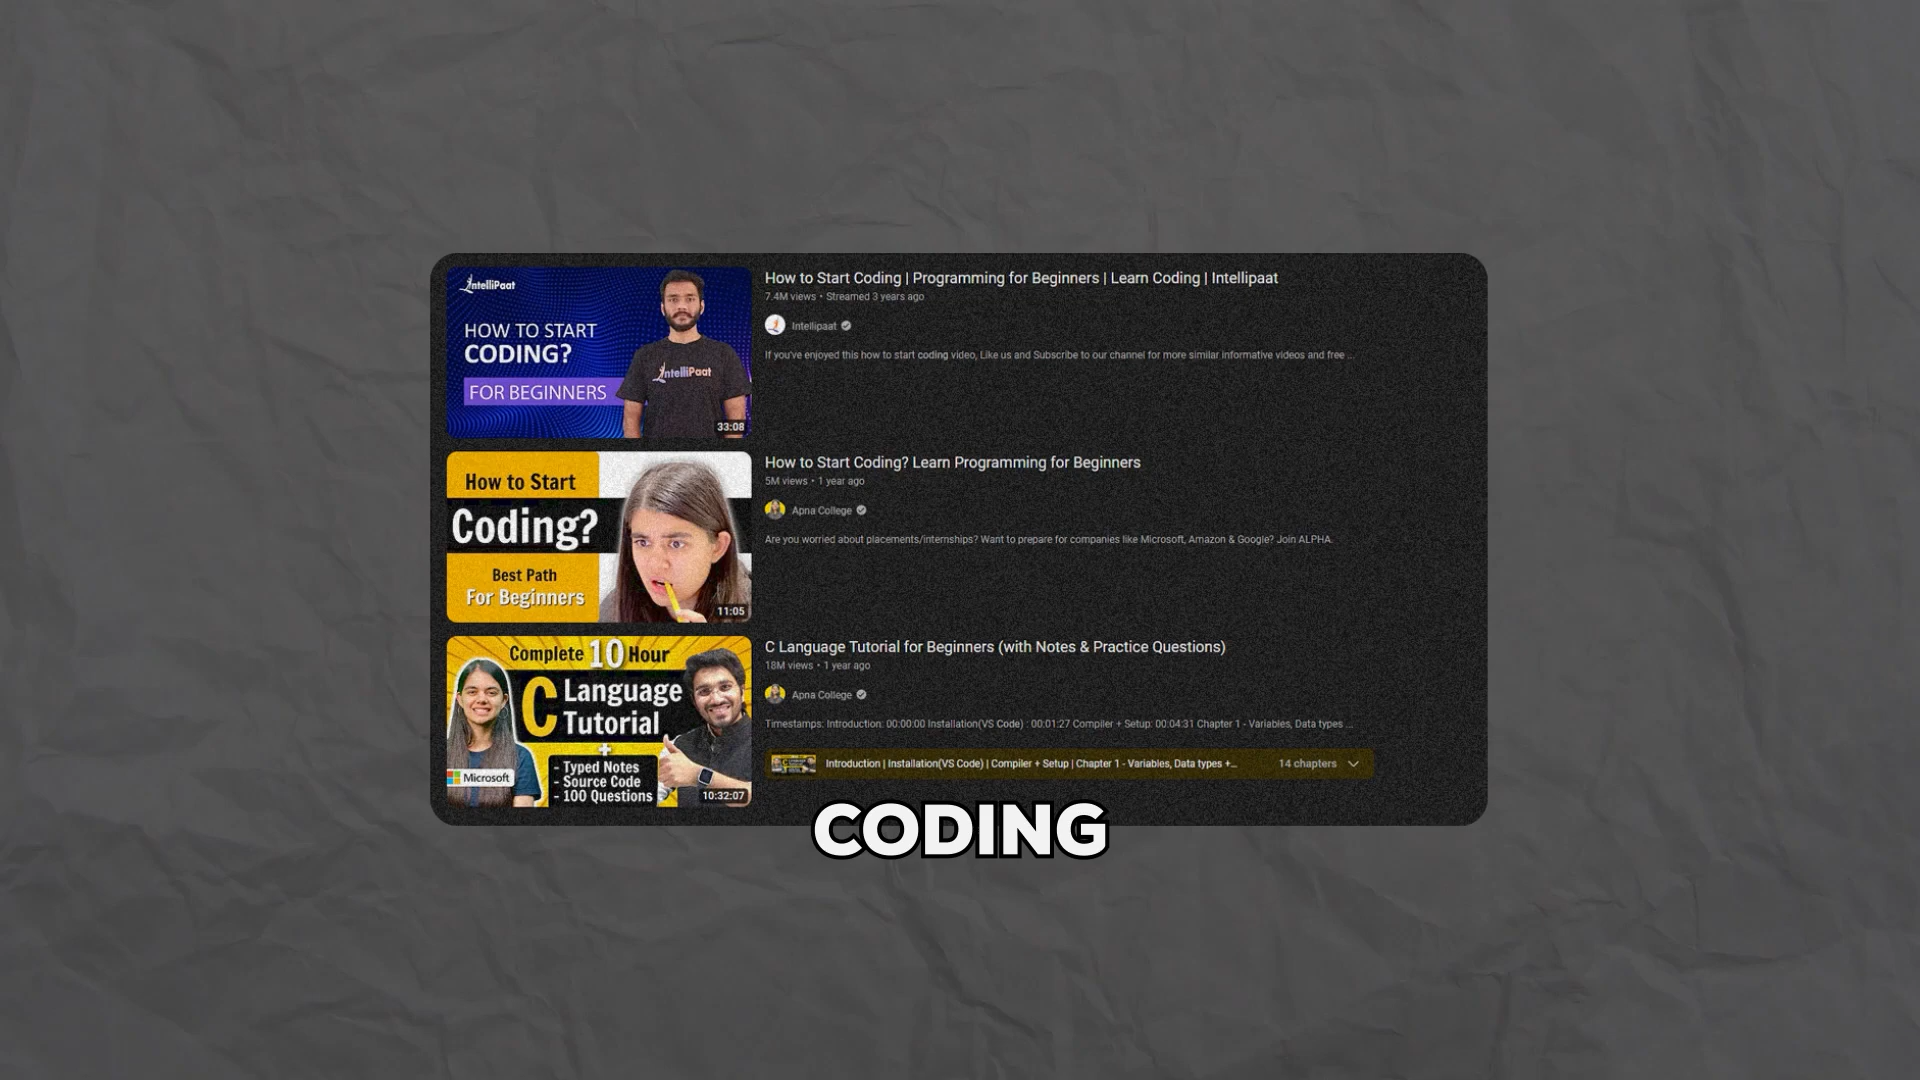 IntelliPaat
HOW TO START
CODING?
FOR BEGINNERS
IntelliPaat
33:08
How to Start Coding | Programming for Beginners | Learn Coding | Intellipaat
7.4M views • Streamed 3 years ago
Intellipaat
If you've enjoyed this how to start coding video, Like us and Subscribe to our channel for more similar informative videos and free ...
How to Start
Coding?
Best Path
For Beginners
11:05
How to Start Coding? Learn Programming for Beginners
5M views • 1 year ago
Apna College
Are you worried about placements/internships? Want to prepare for companies like Microsoft, Amazon & Google? Join ALPHA.
Complete 10 Hour
C Language
Tutorial
+
Microsoft
- Typed Notes
- Source Code
- 100 Questions
10:32:07
C Language Tutorial for Beginners (with Notes & Practice Questions)
18M views • 1 year ago
Apna College
Timestamps: Introduction: 00:00:00 Installation(VS Code) : 00:01:27 Compiler + Setup: 00:04:31 Chapter 1 - Variables, Data types ...
Introduction | Installation(VS Code) | Compiler + Setup | Chapter 1 - Variables, Data types +...
14 chapters
CODING